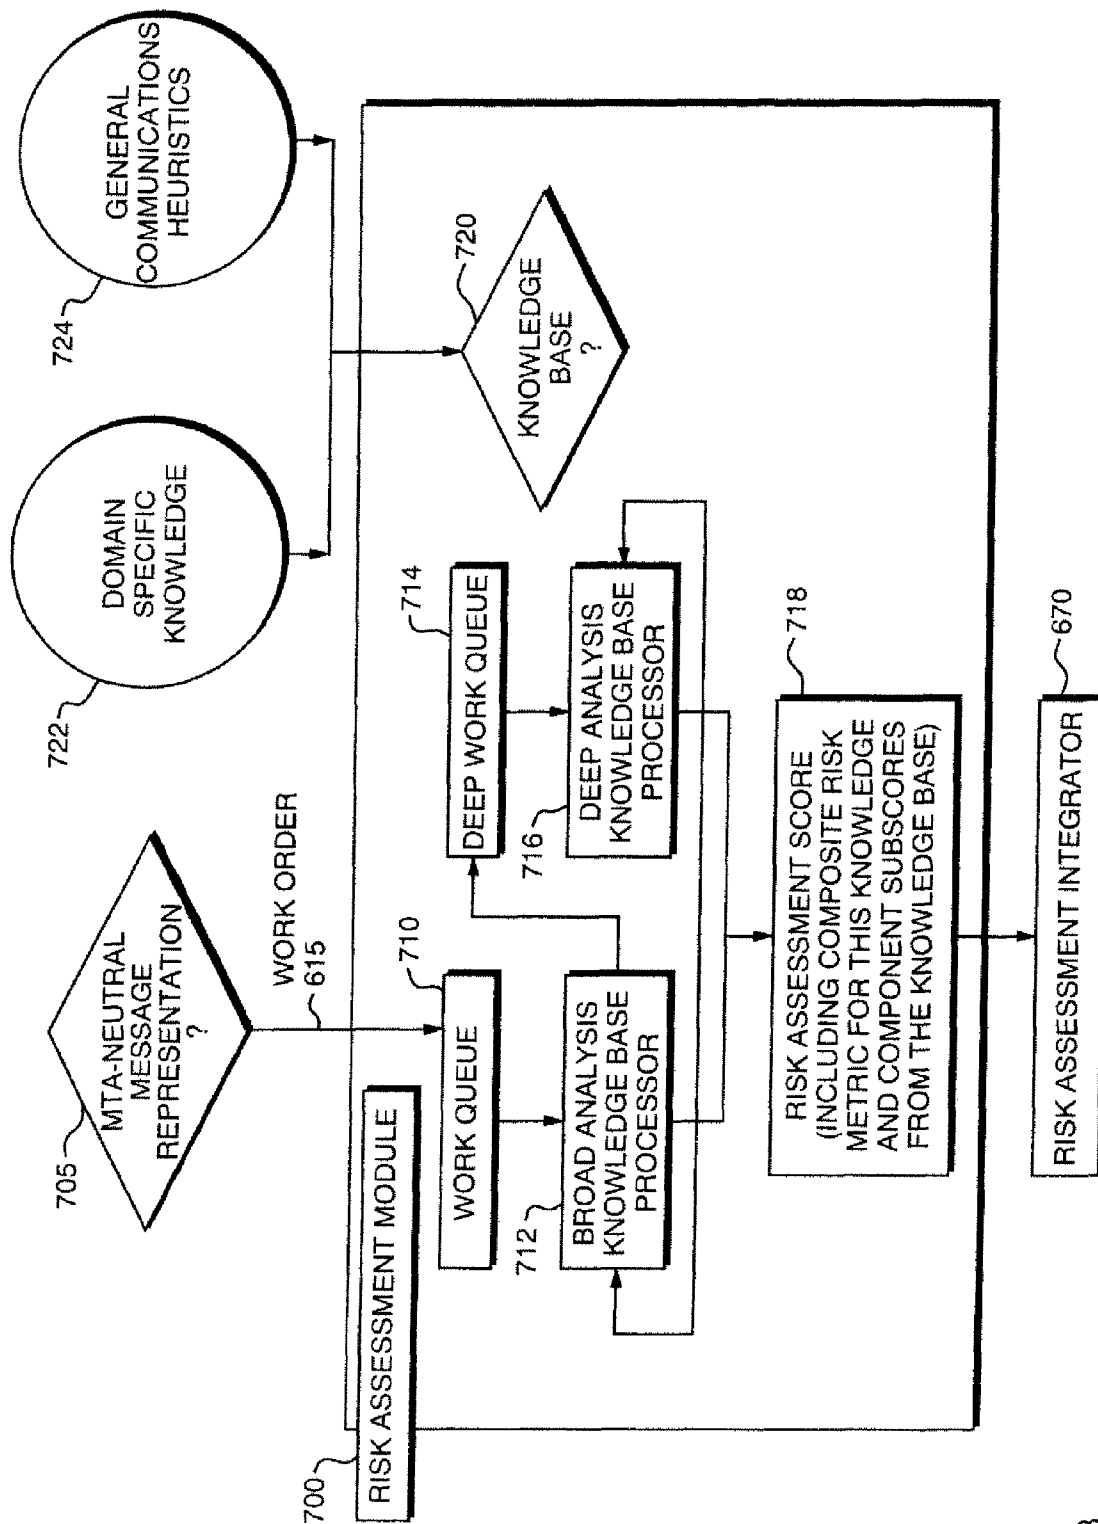 705
MTA-NEUTRAL
MESSAGE
REPRESENTATION
?
722
DOMAIN
SPECIFIC
KNOWLEDGE
724
GENERAL
COMMUNICATIONS
HEURISTICS
WORK ORDER
615
700
RISK ASSESSMENT MODULE
710
WORK QUEUE
714
DEEP WORK QUEUE
720
KNOWLEDGE
BASE
?
712
BROAD ANALYSIS
KNOWLEDGE BASE
PROCESSOR
716
DEEP ANALYSIS
KNOWLEDGE BASE
PROCESSOR
718
RISK ASSESSMENT SCORE
(INCLUDING COMPOSITE RISK
METRIC FOR THIS KNOWLEDGE
AND COMPONENT SUBSCORES
FROM THE KNOWLEDGE BASE)
RISK ASSESSMENT INTEGRATOR
670